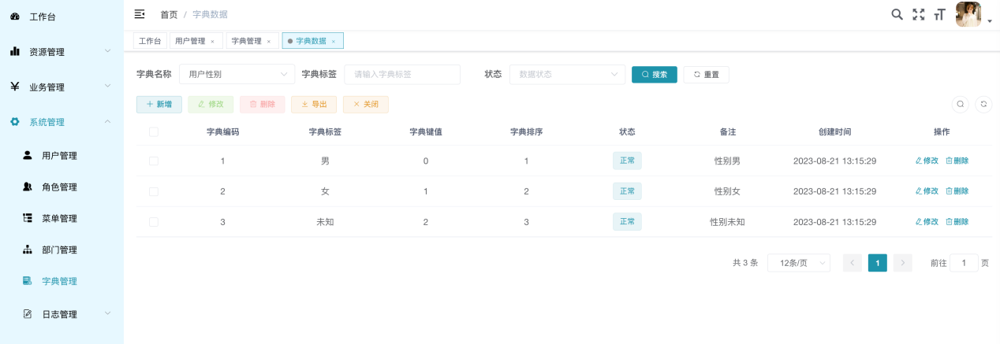 工作台
资源管理
业务管理
系统管理
用户管理
角色管理
菜单管理
部门管理
字典管理
日志管理
首页 / 字典数据
工作台 用户管理 × 字典管理 × 字典数据 ×
字典名称 用户性别 字典标签 请输入字典标签 状态 数据状态 搜索 重置
+ 新增 修改 删除 导出 × 关闭
字典编码 字典标签 字典键值 字典排序 状态 备注 创建时间 操作
1 男 0 1 正常 性别男 2023-08-21 13:15:29 修改 删除
2 女 1 2 正常 性别女 2023-08-21 13:15:29 修改 删除
3 未知 2 3 正常 性别未知 2023-08-21 13:15:29 修改 删除
共 3 条 12条/页 < 1 > 前往 1 页